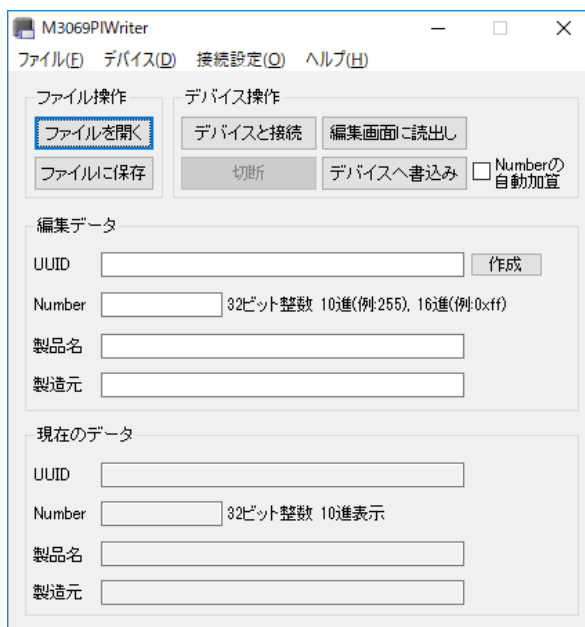 M3069PIWriter
ファイル(F) デバイス(D) 接続設定(O) ヘルプ(H)
ファイル操作 デバイス操作
ファイルを開く デバイスと接続 編集画面に読出し
ファイルに保存 切断 デバイスへ書込み Numberの
自動加算
編集データ
UUID 作成
Number 32ビット整数 10進(例:255), 16進(例:0xff)
製品名
製造元
現在のデータ
UUID
Number 32ビット整数 10進表示
製品名
製造元